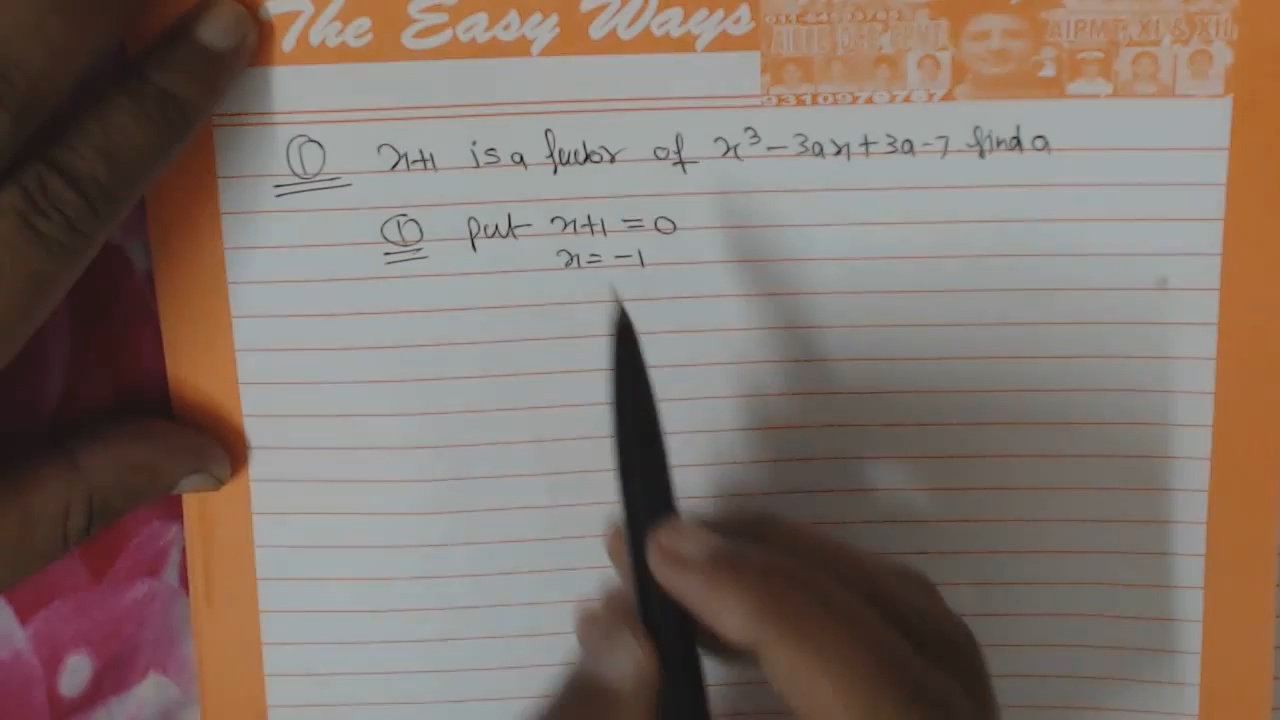 The Easy Ways
AIPMT, XI & XII
9310976767
① x+1 is a factor of x³-3ax+3a-7 find a
① put x+1=0
x=-1